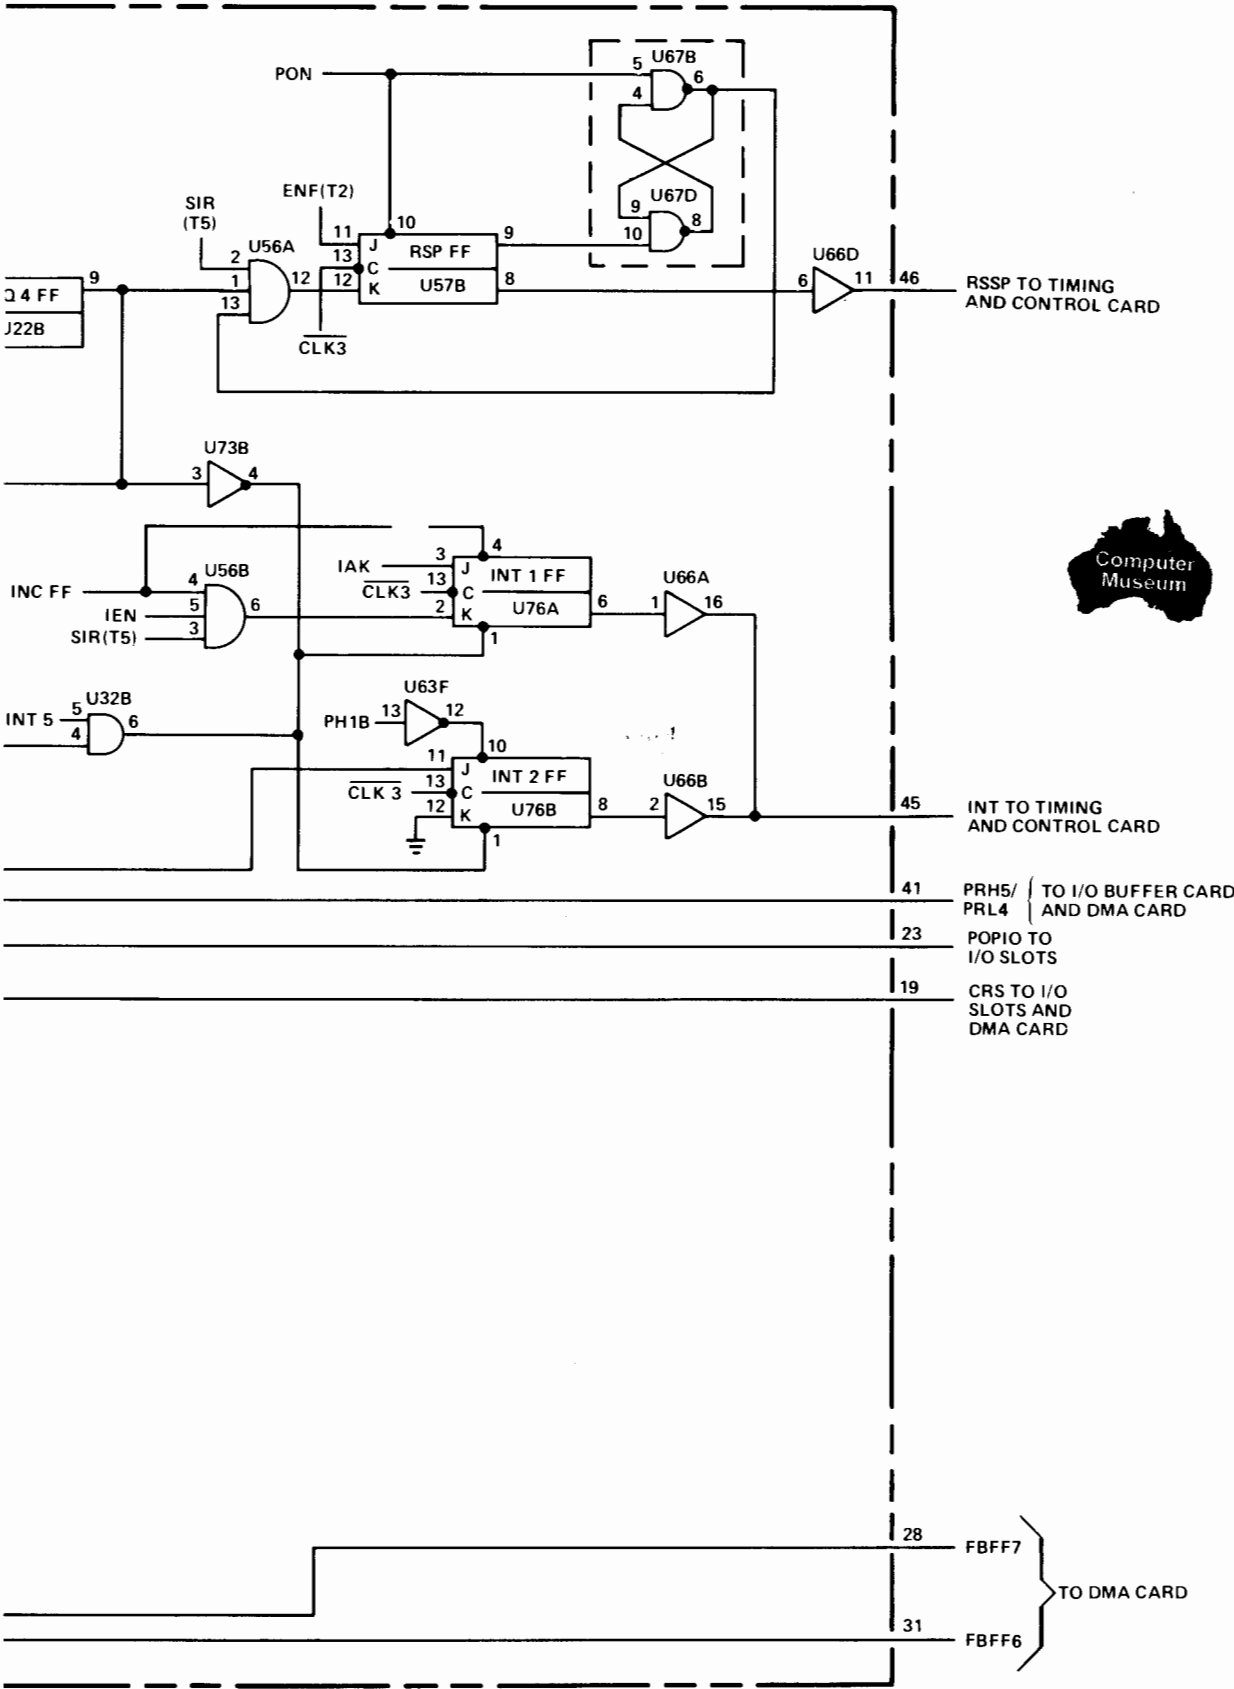 PON
U67B
5
6
4
U67D
9
8
10
SIR
(T5)
ENF(T2)
U56A
2
1
13
12
11
10
13
12
J
C
K
RSP FF
U57B
9
8
CLK3
U66D
6
11
46
RSSP TO TIMING
AND CONTROL CARD
Q 4 FF
U22B
9
U73B
3
4
INC FF
U56B
4
IEN
5
6
SIR(T5)
3
IAK
3
4
CLK3
13
2
J
C
K
INT 1 FF
U76A
6
1
U66A
1
16
Computer
Museum
INT 5
U32B
5
6
4
U63F
PH1B
13
12
10
11
CLK 3
13
12
J
C
K
INT 2 FF
U76B
8
1
U66B
2
15
45
INT TO TIMING
AND CONTROL CARD
41
PRH5/
PRL4
TO I/O BUFFER CARD
AND DMA CARD
23
POPIO TO
I/O SLOTS
19
CRS TO I/O
SLOTS AND
DMA CARD
28
FBFF7
TO DMA CARD
31
FBFF6